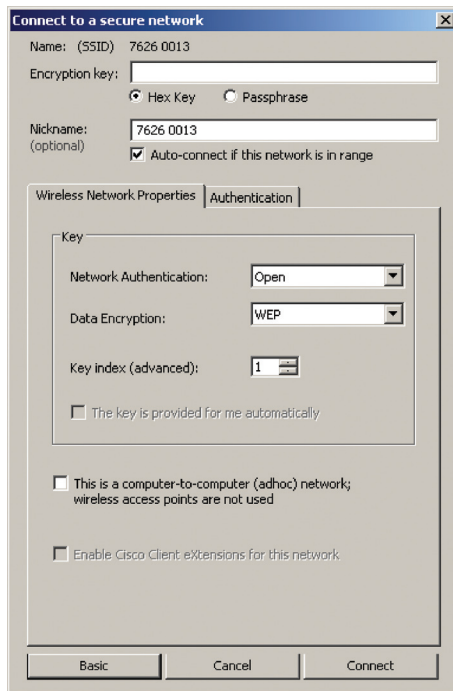 Connect to a secure network
Name: (SSID) 7626 0013
Encryption key:
Hex Key Passphrase
Nickname: 7626 0013
(optional)
Auto-connect if this network is in range
Wireless Network Properties Authentication
Key
Network Authentication: Open
Data Encryption: WEP
Key index (advanced): 1
The key is provided for me automatically
This is a computer-to-computer (adhoc) network;
wireless access points are not used
Enable Cisco Client eXtensions for this network
Basic Cancel Connect